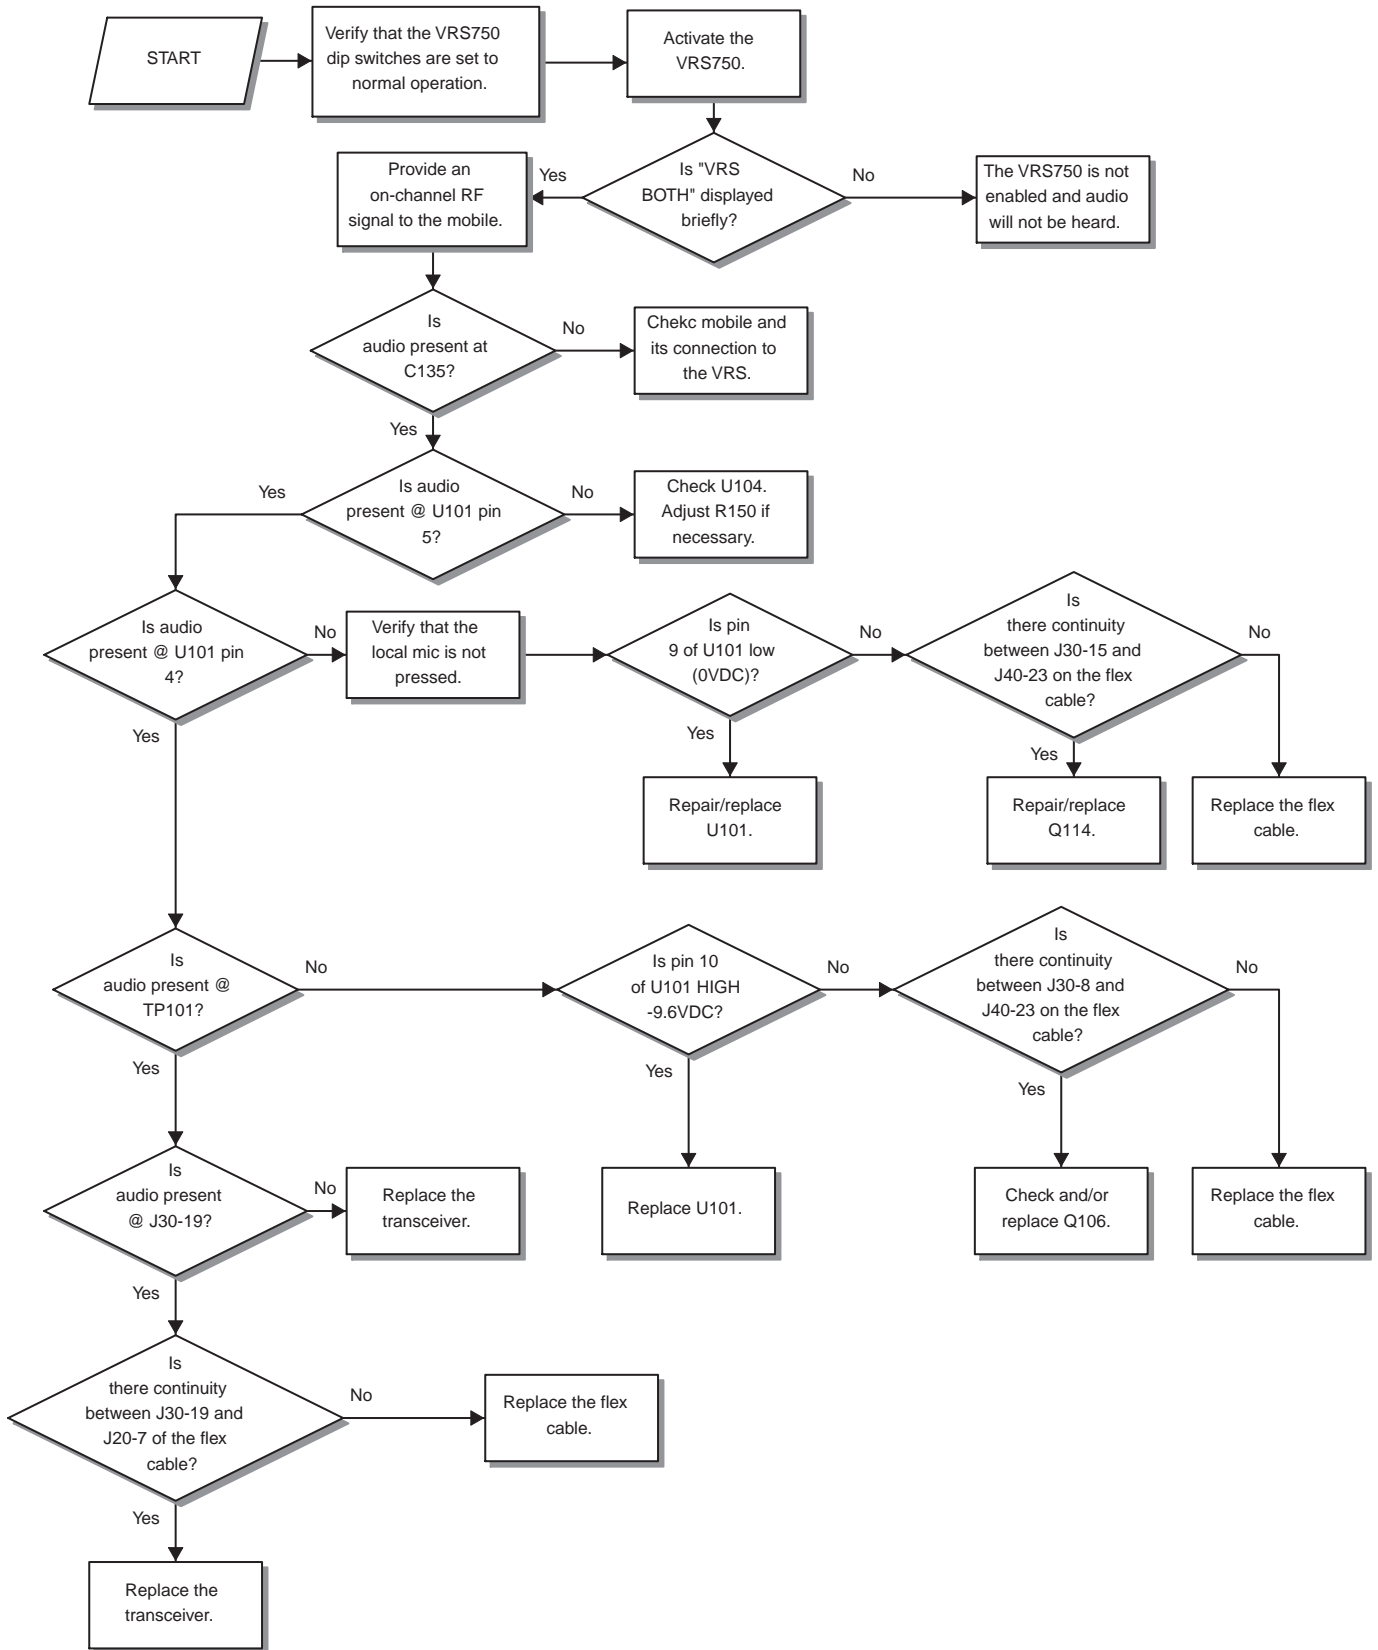 START
Verify that the VRS750
dip switches are set to
normal operation.
Activate the
VRS750.
Is "VRS
BOTH" displayed
briefly?
Yes
No
Provide an
on-channel RF
signal to the mobile.
The VRS750 is not
enabled and audio
will not be heard.
Is
audio present at
C135?
No
Chekc mobile and
its connection to
the VRS.
Yes
Is audio
present @ U101 pin
5?
Yes
No
Check U104.
Adjust R150 if
necessary.
Is audio
present @ U101 pin
4?
No
Verify that the
local mic is not
pressed.
Is pin
9 of U101 low
(0VDC)?
No
Is
there continuity
between J30-15 and
J40-23 on the flex
cable?
No
Yes
Yes
Yes
Repair/replace
U101.
Repair/replace
Q114.
Replace the flex
cable.
Is
audio present @
TP101?
No
Is pin 10
of U101 HIGH
-9.6VDC?
No
Is
there continuity
between J30-8 and
J40-23 on the flex
cable?
No
Yes
Yes
Yes
Is
audio present
@ J30-19?
No
Replace the
transceiver.
Replace U101.
Check and/or
replace Q106.
Replace the flex
cable.
Yes
Is
there continuity
between J30-19 and
J20-7 of the flex
cable?
No
Replace the flex
cable.
Yes
Replace the
transceiver.